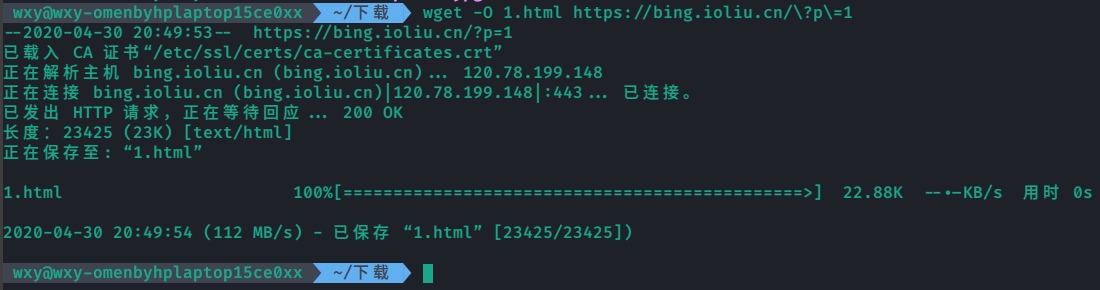 wxy@wxy-omenbyhplaptop15ce0xx ~/下载 wget -O 1.html https://bing.ioliu.cn/\?p\=1
--2020-04-30 20:49:53-- https://bing.ioliu.cn/?p=1
已载入 CA 证书“/etc/ssl/certs/ca-certificates.crt”
正在解析主机 bing.ioliu.cn (bing.ioliu.cn)... 120.78.199.148
正在连接 bing.ioliu.cn (bing.ioliu.cn)|120.78.199.148|:443... 已连接。
已发出 HTTP 请求，正在等待回应... 200 OK
长度：23425 (23K) [text/html]
正在保存至: “1.html”
1.html 100%[==============================================>] 22.88K --.-KB/s 用时 0s
2020-04-30 20:49:54 (112 MB/s) - 已保存 “1.html” [23425/23425])
wxy@wxy-omenbyhplaptop15ce0xx ~/下载